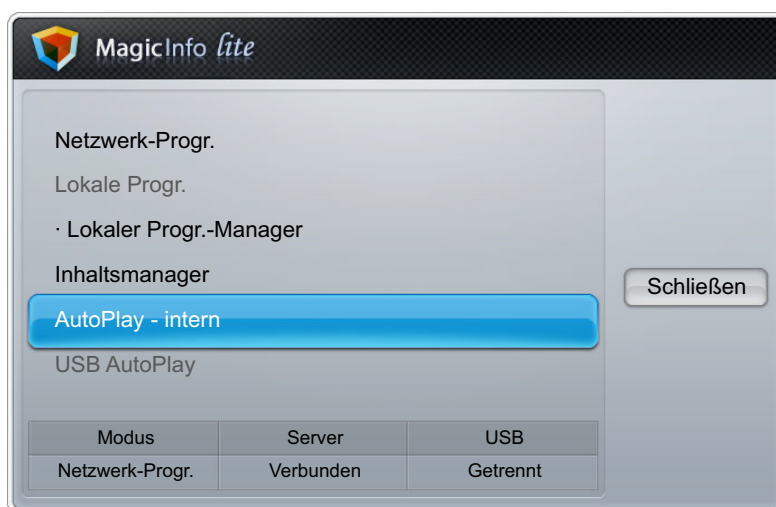 MagicInfo lite
Netzwerk-Progr.
Lokale Progr.
· Lokaler Progr.-Manager
Inhaltsmanager
AutoPlay - intern
USB AutoPlay
Schließen
Modus Server USB
Netzwerk-Progr. Verbunden Getrennt